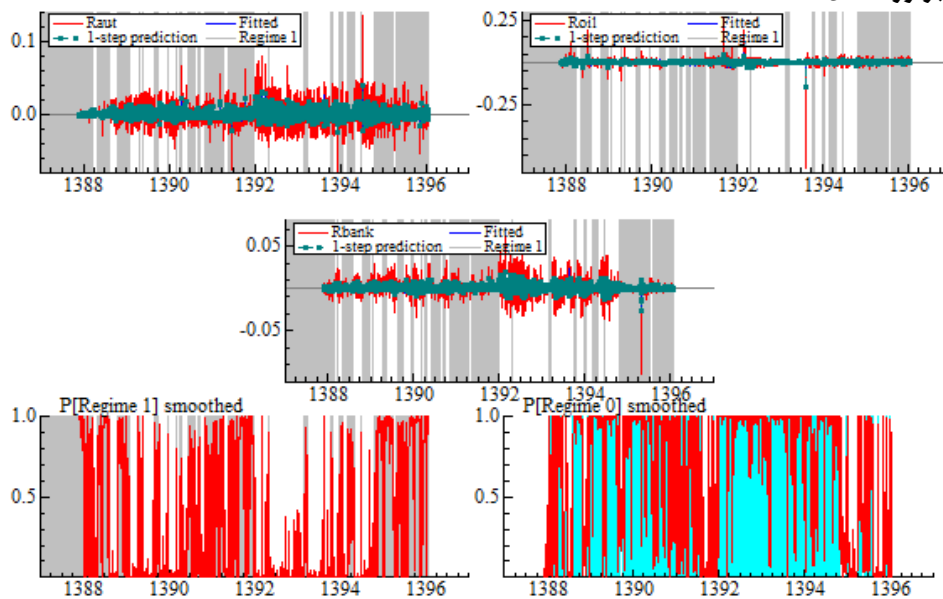 Raut Fitted
1-step prediction Regime 1
0.1
0.0
1388 1390 1392 1394 1396
0.25
Roil Fitted
1-step prediction Regime 1
-0.25
1388 1390 1392 1394 1396
Rbank Fitted
1-step prediction Regime 1
0.05
-0.05
1388 1390 1392 1394 1396
P[Regime 1] smoothed
1.0
0.5
1388 1390 1392 1394 1396
P[Regime 0] smoothed
1.0
0.5
1388 1390 1392 1394 1396